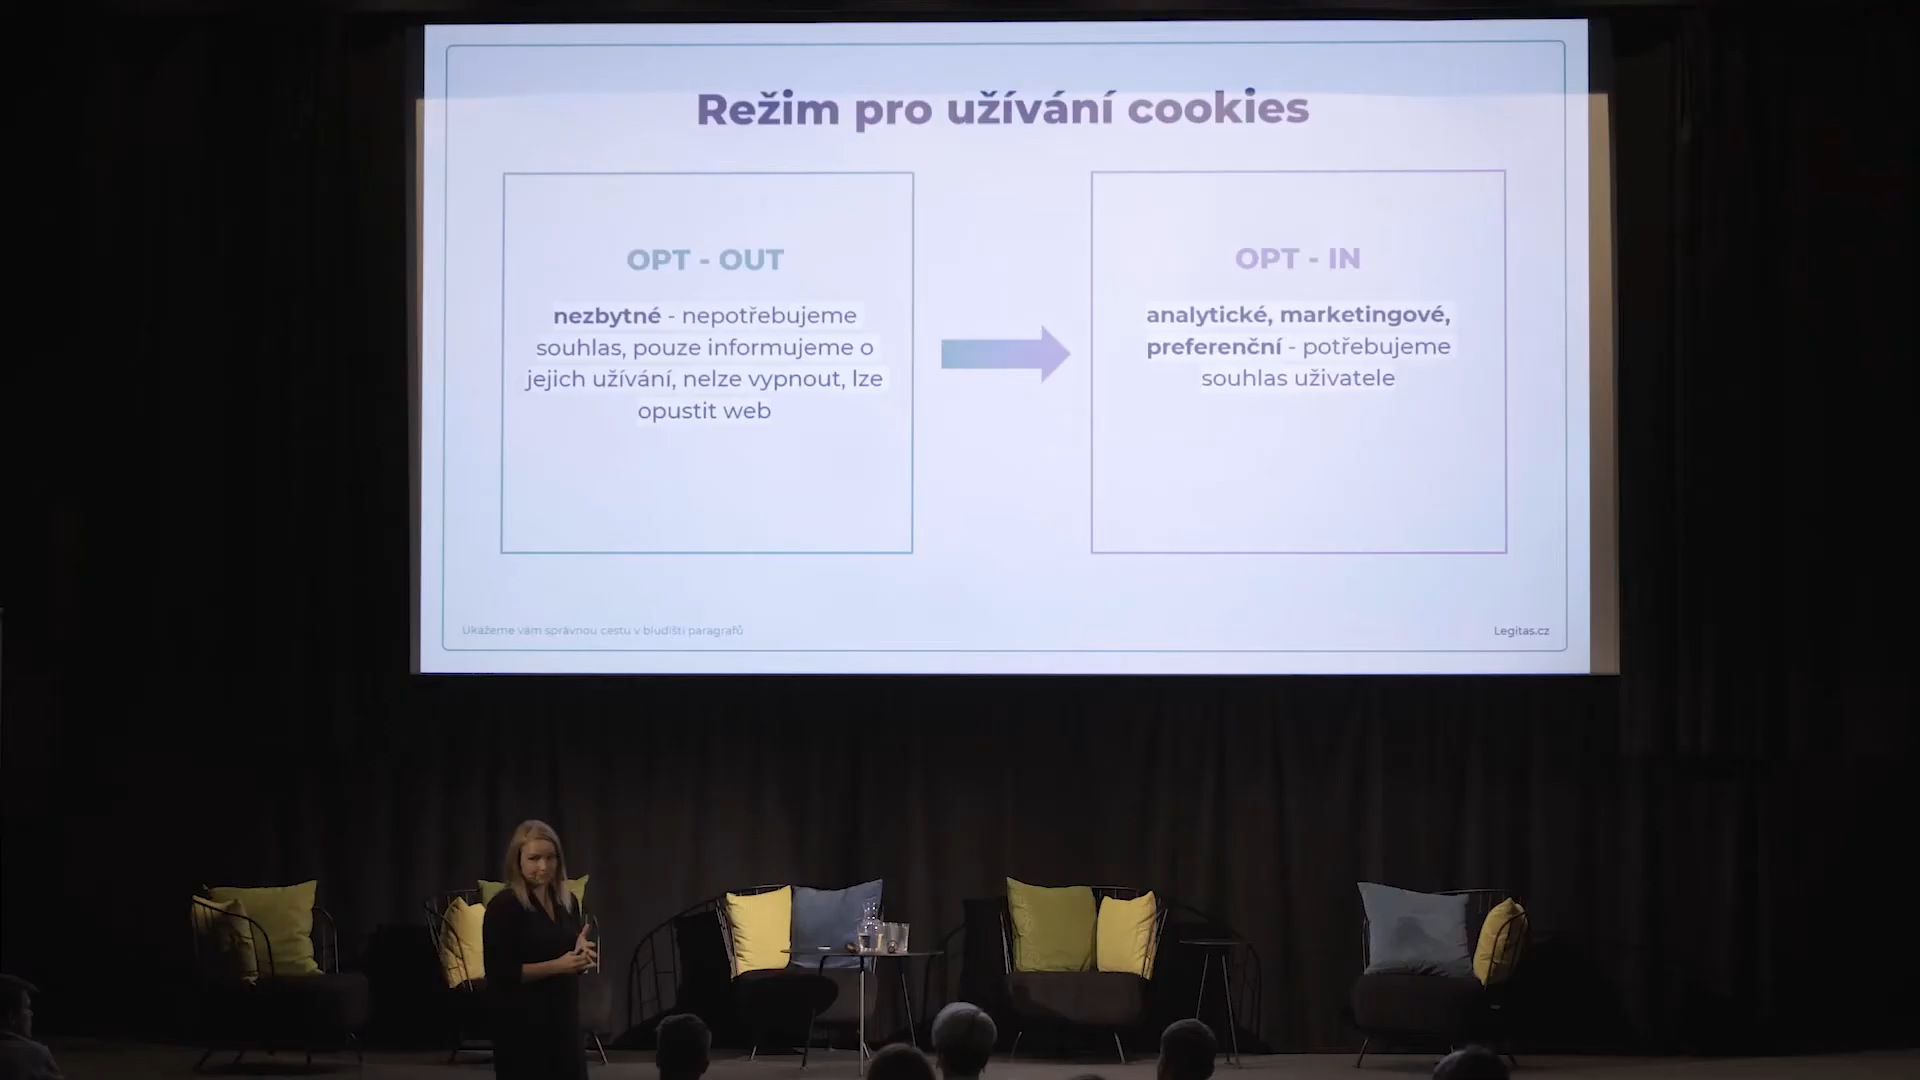 Režim pro užívání cookies
OPT - OUT
nezbytné - nepotřebujeme
souhlas, pouze informujeme o
jejich užívání, nelze vypnout, lze
opustit web
OPT - IN
analytické, marketingové,
preferenční - potřebujeme
souhlas uživatele
Ukážeme vám správnou cestu v bludišti paragrafů
Legitas.cz